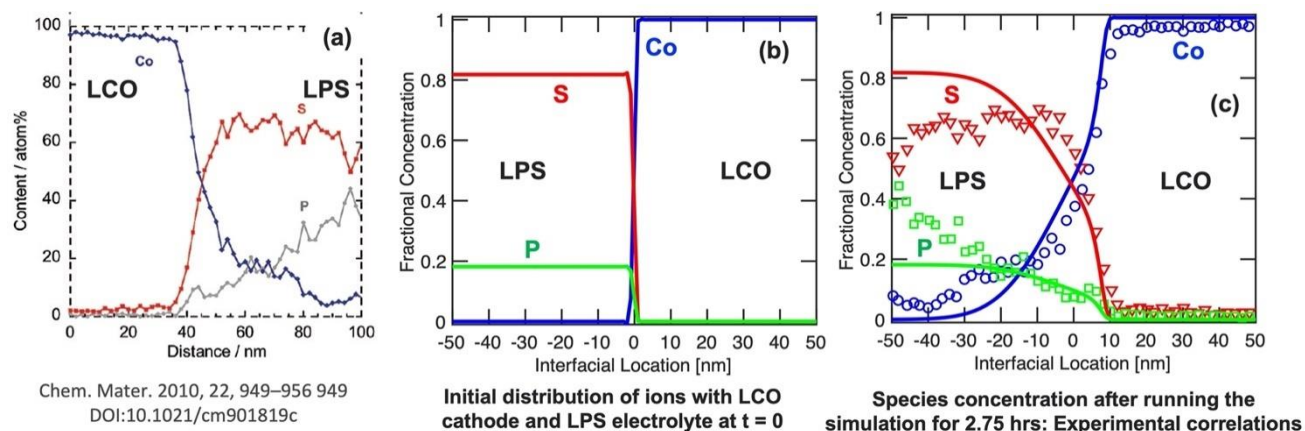 (a)
Co
LCO
LPS
S
P
100
80
60
40
20
0
Content / atom%
0 20 40 60 80 100
Distance / nm
Chem. Mater. 2010, 22, 949–956 949
DOI:10.1021/cm901819c
(b)
Co
S
LPS
LCO
P
1
0.8
0.6
0.4
0.2
0
Fractional Concentration
-50 -40 -30 -20 -10 0 10 20 30 40 50
Interfacial Location [nm]
Initial distribution of ions with LCO
cathode and LPS electrolyte at t = 0
Co
S
(c)
LPS
LCO
P
1
0.8
0.6
0.4
0.2
0
Fractional Concentration
-50 -40 -30 -20 -10 0 10 20 30 40 50
Interfacial Location [nm]
Species concentration after running the
simulation for 2.75 hrs: Experimental correlations